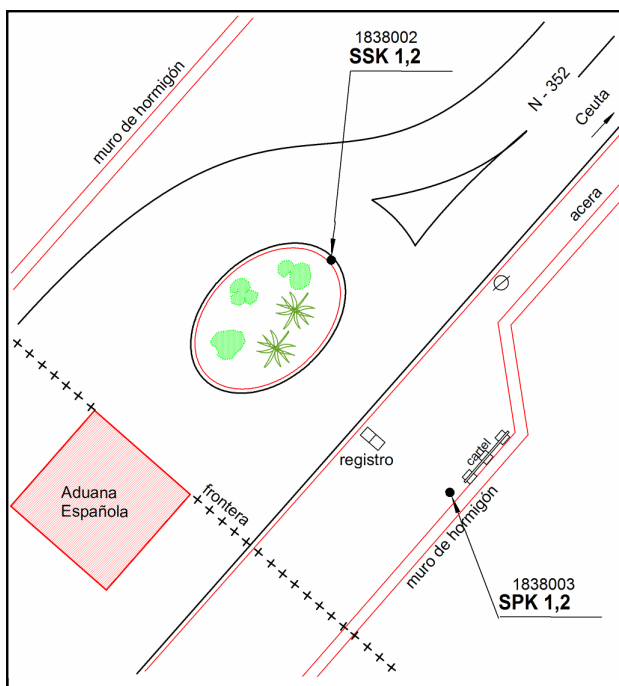 1838002
SSK 1,2
muro de hormigón
N - 352
Ceuta
acera
cartel
registro
Aduana
Española
frontera
muro de hormigón
1838003
SPK 1,2